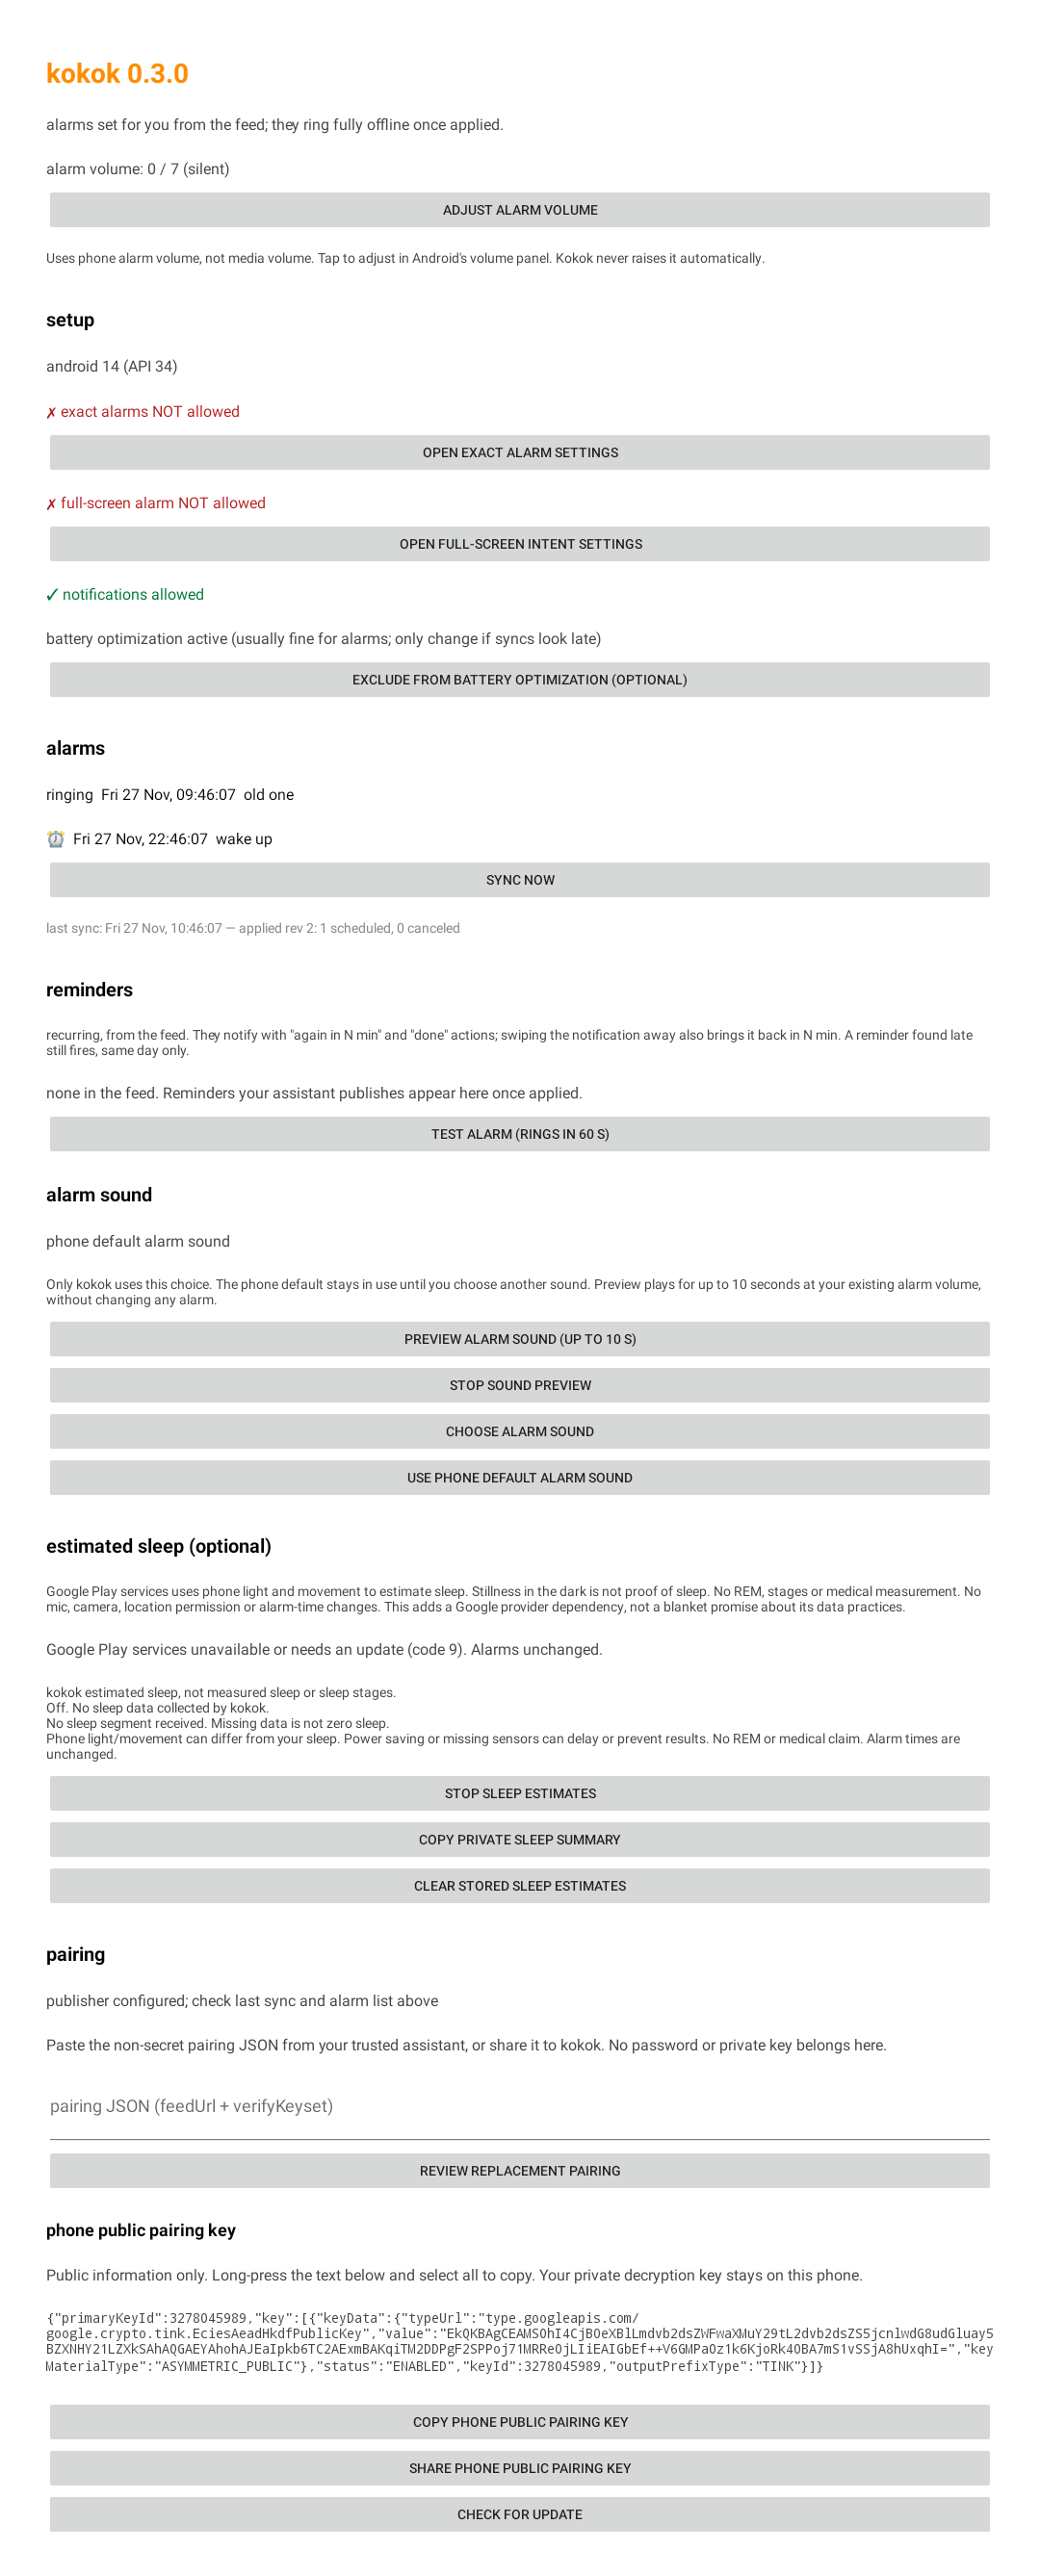 kokok 0.3.0
alarms set for you from the feed; they ring fully offline once applied.
alarm volume: 0 / 7 (silent)
ADJUST ALARM VOLUME
Uses phone alarm volume, not media volume. Tap to adjust in Android's volume panel. Kokok never raises it automatically.
setup
android 14 (API 34)
✗ exact alarms NOT allowed
OPEN EXACT ALARM SETTINGS
✗ full-screen alarm NOT allowed
OPEN FULL-SCREEN INTENT SETTINGS
✓ notifications allowed
battery optimization active (usually fine for alarms; only change if syncs look late)
EXCLUDE FROM BATTERY OPTIMIZATION (OPTIONAL)
alarms
ringing  Fri 27 Nov, 09:46:07  old one
⏰  Fri 27 Nov, 22:46:07  wake up
SYNC NOW
last sync: Fri 27 Nov, 10:46:07 — applied rev 2: 1 scheduled, 0 canceled
reminders
recurring, from the feed. They notify with "again in N min" and "done" actions; swiping the notification away also brings it back in N min. A reminder found late
still fires, same day only.
none in the feed. Reminders your assistant publishes appear here once applied.
TEST ALARM (RINGS IN 60 S)
alarm sound
phone default alarm sound
Only kokok uses this choice. The phone default stays in use until you choose another sound. Preview plays for up to 10 seconds at your existing alarm volume,
without changing any alarm.
PREVIEW ALARM SOUND (UP TO 10 S)
STOP SOUND PREVIEW
CHOOSE ALARM SOUND
USE PHONE DEFAULT ALARM SOUND
estimated sleep (optional)
Google Play services uses phone light and movement to estimate sleep. Stillness in the dark is not proof of sleep. No REM, stages or medical measurement. No
mic, camera, location permission or alarm-time changes. This adds a Google provider dependency, not a blanket promise about its data practices.
Google Play services unavailable or needs an update (code 9). Alarms unchanged.
kokok estimated sleep, not measured sleep or sleep stages.
Off. No sleep data collected by kokok.
No sleep segment received. Missing data is not zero sleep.
Phone light/movement can differ from your sleep. Power saving or missing sensors can delay or prevent results. No REM or medical claim. Alarm times are
unchanged.
STOP SLEEP ESTIMATES
COPY PRIVATE SLEEP SUMMARY
CLEAR STORED SLEEP ESTIMATES
pairing
publisher configured; check last sync and alarm list above
Paste the non-secret pairing JSON from your trusted assistant, or share it to kokok. No password or private key belongs here.
pairing JSON (feedUrl + verifyKeyset)
REVIEW REPLACEMENT PAIRING
phone public pairing key
Public information only. Long-press the text below and select all to copy. Your private decryption key stays on this phone.
{"primaryKeyId":3278045989,"key":[{"keyData":{"typeUrl":"type.googleapis.com/
google.crypto.tink.EciesAeadHkdfPublicKey","value":"EkQKBAgCEAMSOhI4CjB0eXBlLmdvb2dsZWFwaXMuY29tL2dvb2dsZS5jcnlwdG8udGluay5
BZXNHY21LZXkSAhAQGAEYAhohAJEaIpkb6TC2AExmBAKqiTM2DDPgF2SPPoj71MRReOjLIiEAIGbEf++V6GMPaOz1k6KjoRk4OBA7mS1vSSjA8hUxqhI=","key
MaterialType":"ASYMMETRIC_PUBLIC"},"status":"ENABLED","keyId":3278045989,"outputPrefixType":"TINK"}]}
COPY PHONE PUBLIC PAIRING KEY
SHARE PHONE PUBLIC PAIRING KEY
CHECK FOR UPDATE